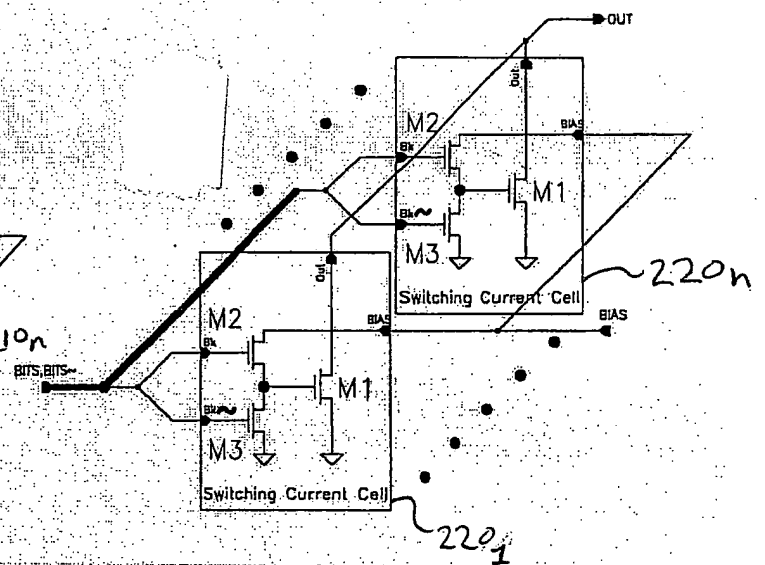 OUT
Out
M2
BIAS
Bk
M1
Bk~
M3
220n
Switching Current Cell
Out
BIAS
M2
BIAS
10n
Bk
BITS,BITS~
M1
Bk~
M3
Switching Current Cell
220₁